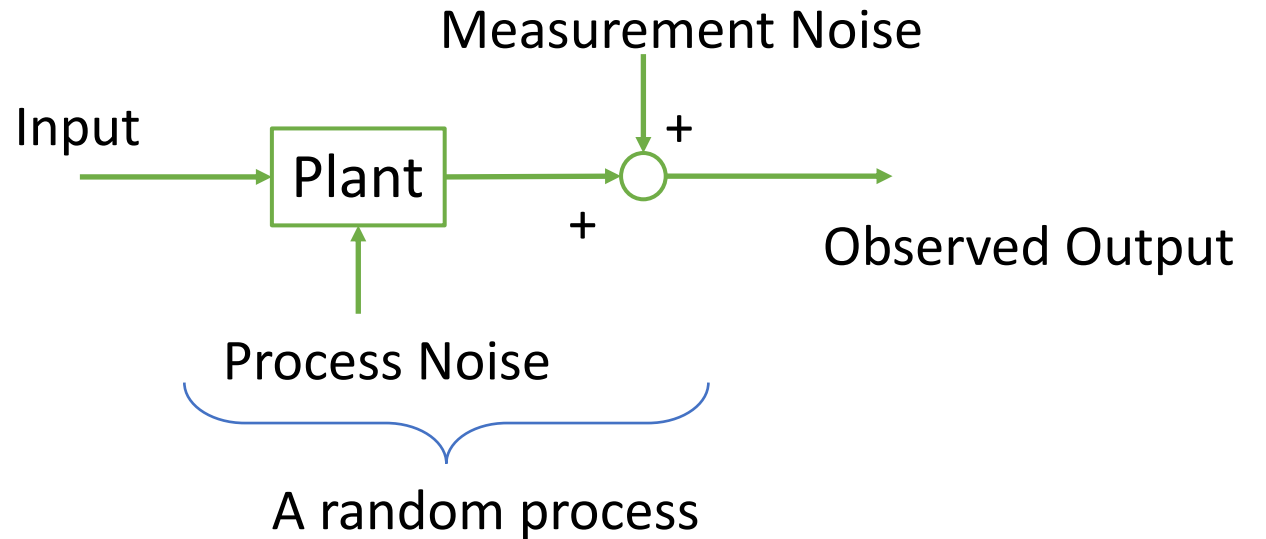 Measurement Noise
Input
+
Plant
+
Observed Output
Process Noise
A random process